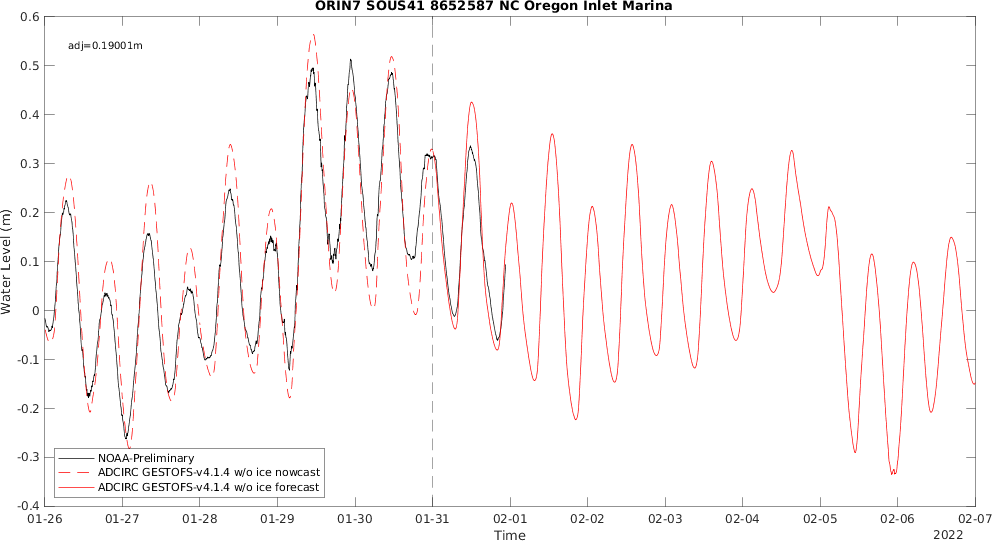 ORIN7 SOUS41 8652587 NC Oregon Inlet Marina
adj=0.19001m
0.6
0.5
0.4
0.3
0.2
0.1
0
-0.1
-0.2
-0.3
-0.4
Water Level (m)
NOAA-Preliminary
ADCIRC GESTOFS-v4.1.4 w/o ice nowcast
ADCIRC GESTOFS-v4.1.4 w/o ice forecast
01-26 01-27 01-28 01-29 01-30 01-31 02-01 02-02 02-03 02-04 02-05 02-06 02-07
Time
2022